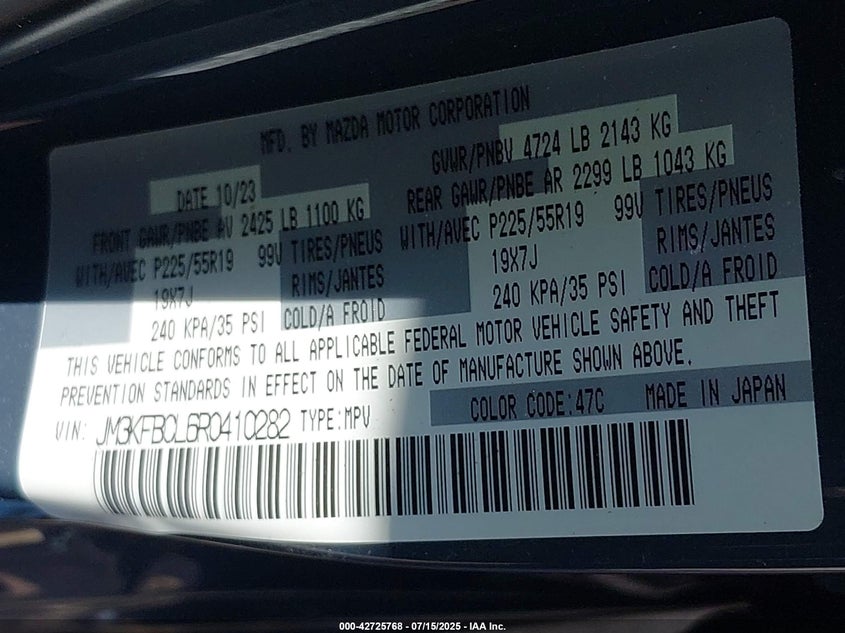 MFD. BY MAZDA MOTOR CORPORATION
DATE 10/23
GVWR/PNBV 4724 LB 2143 KG
FRONT GAWR/PNBE AV 2425 LB 1100 KG
REAR GAWR/PNBE AR 2299 LB 1043 KG
WITH/AVEC P225/55R19 99V TIRES/PNEUS
WITH/AVEC P225/55R19 99V TIRES/PNEUS
19X7J RIMS/JANTES
19X7J RIMS/JANTES
240 KPA/35 PSI COLD/A FROID
240 KPA/35 PSI COLD/A FROID
THIS VEHICLE CONFORMS TO ALL APPLICABLE FEDERAL MOTOR VEHICLE SAFETY AND THEFT
PREVENTION STANDARDS IN EFFECT ON THE DATE OF MANUFACTURE SHOWN ABOVE.
COLOR CODE:47C MADE IN JAPAN
VIN: JM3KFBCL6R0410282 TYPE:MPV
000-42725768 - 07/15/2025 - IAA Inc.